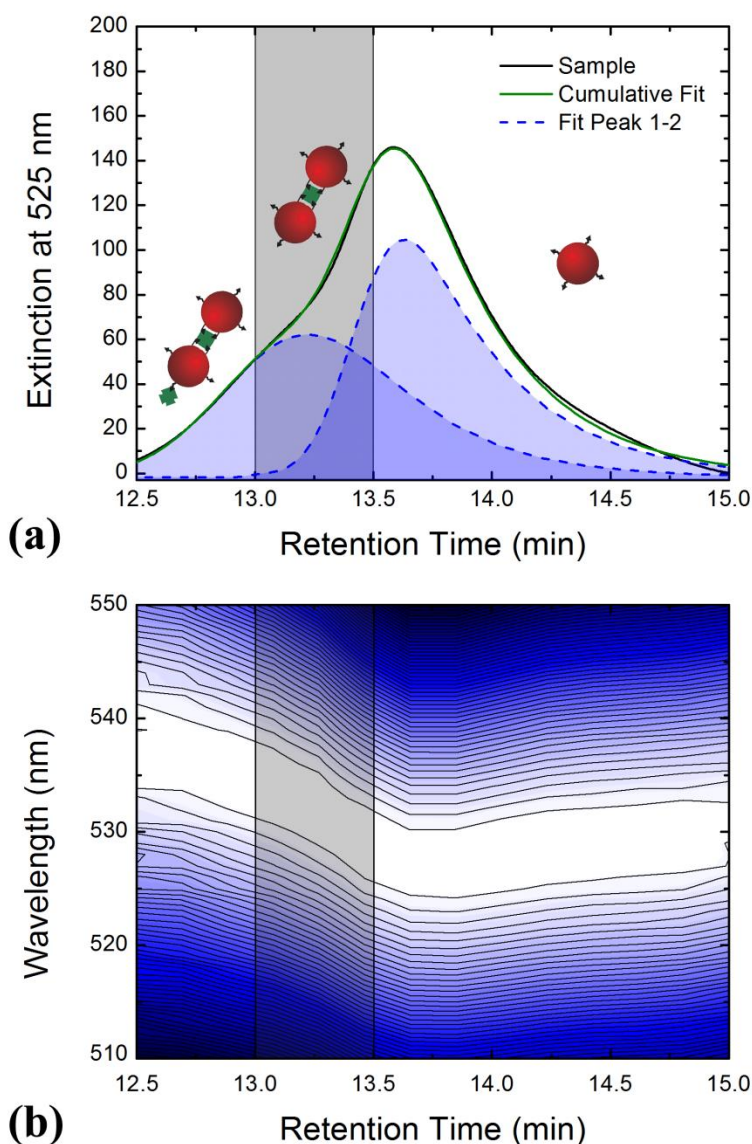 200
180
160
140
120
100
80
60
40
20
0
Extinction at 525 nm
Sample
Cumulative Fit
Fit Peak 1-2
12.5 13.0 13.5 14.0 14.5 15.0
Retention Time (min)
(a)
550
540
530
520
510
Wavelength (nm)
12.5 13.0 13.5 14.0 14.5 15.0
Retention Time (min)
(b)